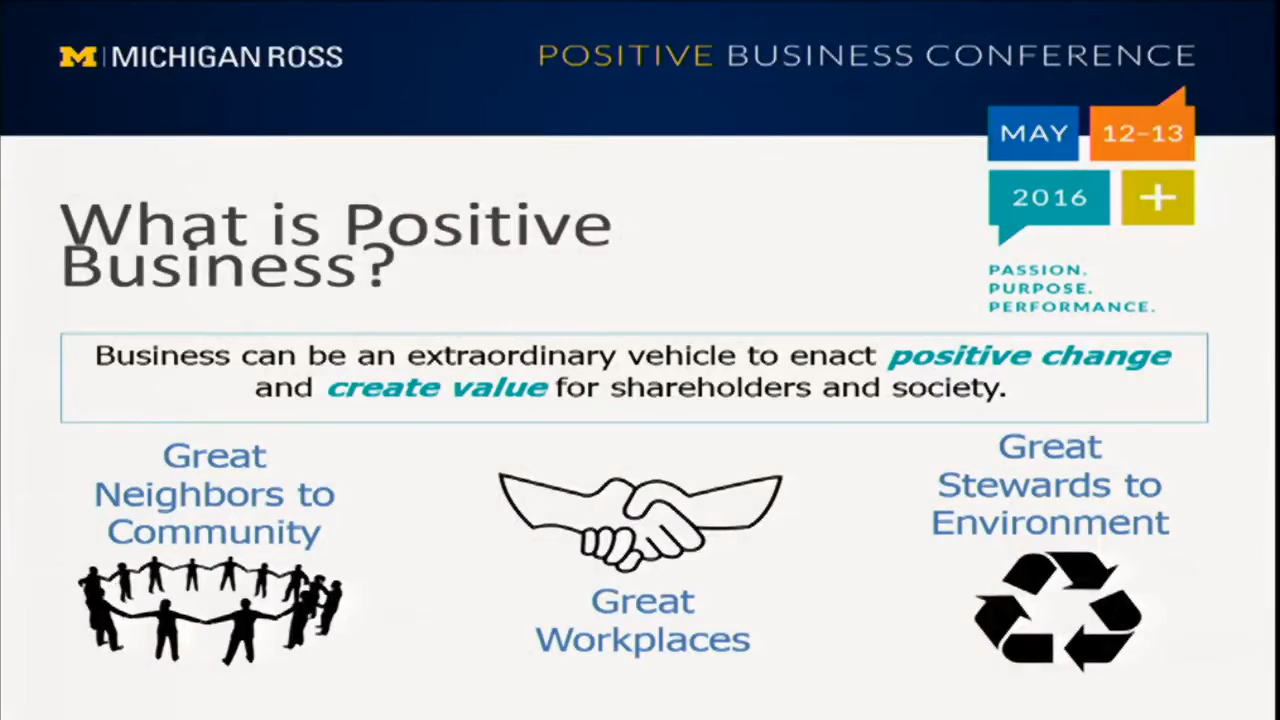 M | MICHIGAN ROSS
POSITIVE BUSINESS CONFERENCE
MAY 12–13
2016 +
PASSION.
PURPOSE.
PERFORMANCE.
What is Positive
Business?
Business can be an extraordinary vehicle to enact positive change
and create value for shareholders and society.
Great
Neighbors to
Community
Great
Workplaces
Great
Stewards to
Environment